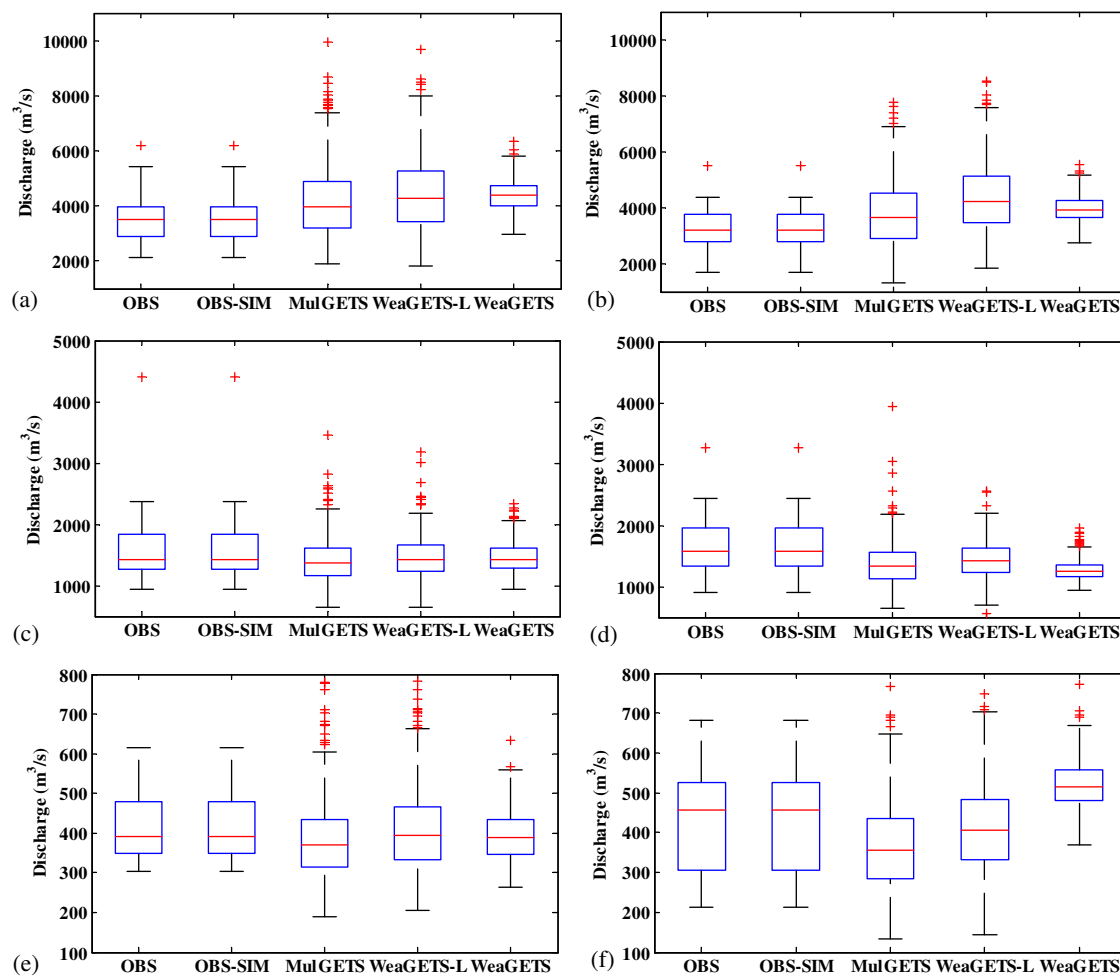 10000
8000
6000
4000
2000
Discharge (m³/s)
(a)
OBS OBS-SIM MulGETS WeaGETS-L WeaGETS
10000
8000
6000
4000
2000
Discharge (m³/s)
(b)
OBS OBS-SIM MulGETS WeaGETS-L WeaGETS
5000
4000
3000
2000
1000
Discharge (m³/s)
(c)
OBS OBS-SIM MulGETS WeaGETS-L WeaGETS
5000
4000
3000
2000
1000
Discharge (m³/s)
(d)
OBS OBS-SIM MulGETS WeaGETS-L WeaGETS
800
700
600
500
400
300
200
100
Discharge (m³/s)
(e)
OBS OBS-SIM MulGETS WeaGETS-L WeaGETS
800
700
600
500
400
300
200
100
Discharge (m³/s)
(f)
OBS OBS-SIM MulGETS WeaGETS-L WeaGETS